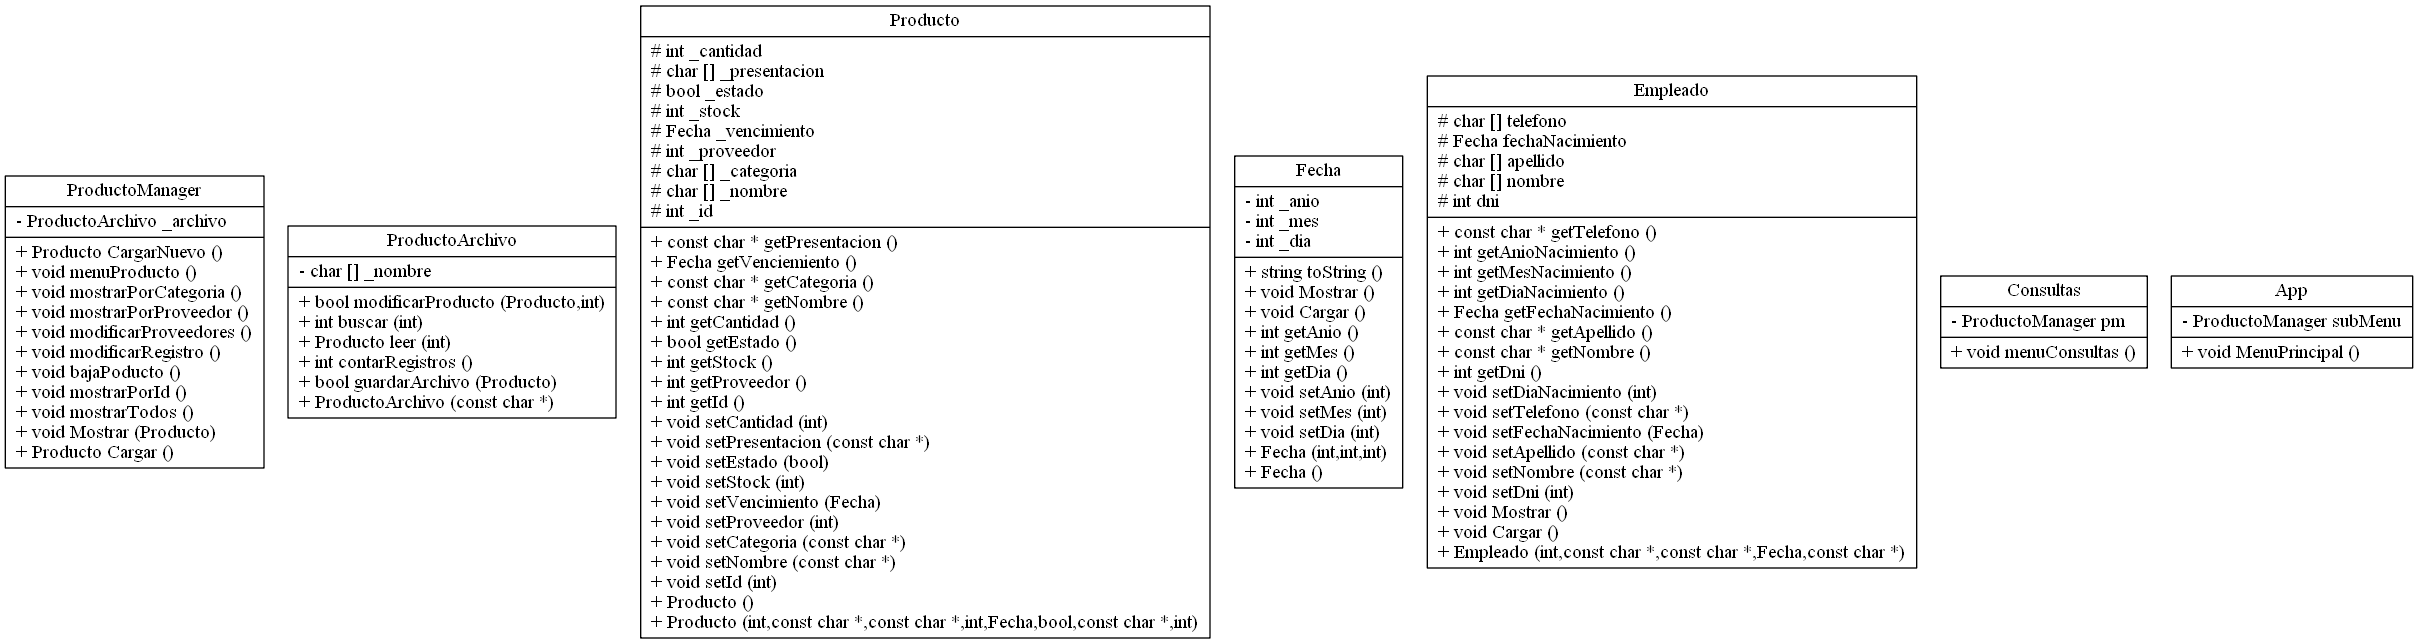 ProductoManager
- ProductoArchivo _archivo
+ Producto CargarNuevo ()
+ void menuProducto ()
+ void mostrarPorCategoria ()
+ void mostrarPorProveedor ()
+ void modificarProveedores ()
+ void modificarRegistro ()
+ void bajaPoducto ()
+ void mostrarPorId ()
+ void mostrarTodos ()
+ void Mostrar (Producto)
+ Producto Cargar ()
ProductoArchivo
- char [] _nombre
+ bool modificarProducto (Producto,int)
+ int buscar (int)
+ Producto leer (int)
+ int contarRegistros ()
+ bool guardarArchivo (Producto)
+ ProductoArchivo (const char *)
Producto
# int _cantidad
# char [] _presentacion
# bool _estado
# int _stock
# Fecha _vencimiento
# int _proveedor
# char [] _categoria
# char [] _nombre
# int _id
+ const char * getPresentacion ()
+ Fecha getVenciemiento ()
+ const char * getCategoria ()
+ const char * getNombre ()
+ int getCantidad ()
+ bool getEstado ()
+ int getStock ()
+ int getProveedor ()
+ int getId ()
+ void setCantidad (int)
+ void setPresentacion (const char *)
+ void setEstado (bool)
+ void setStock (int)
+ void setVencimiento (Fecha)
+ void setProveedor (int)
+ void setCategoria (const char *)
+ void setNombre (const char *)
+ void setId (int)
+ Producto ()
+ Producto (int,const char *,const char *,int,Fecha,bool,const char *,int)
Fecha
- int _anio
- int _mes
- int _dia
+ string toString ()
+ void Mostrar ()
+ void Cargar ()
+ int getAnio ()
+ int getMes ()
+ int getDia ()
+ void setAnio (int)
+ void setMes (int)
+ void setDia (int)
+ Fecha (int,int,int)
+ Fecha ()
Empleado
# char [] telefono
# Fecha fechaNacimiento
# char [] apellido
# char [] nombre
# int dni
+ const char * getTelefono ()
+ int getAnioNacimiento ()
+ int getMesNacimiento ()
+ int getDiaNacimiento ()
+ Fecha getFechaNacimiento ()
+ const char * getApellido ()
+ const char * getNombre ()
+ int getDni ()
+ void setDiaNacimiento (int)
+ void setTelefono (const char *)
+ void setFechaNacimiento (Fecha)
+ void setApellido (const char *)
+ void setNombre (const char *)
+ void setDni (int)
+ void Mostrar ()
+ void Cargar ()
+ Empleado (int,const char *,const char *,Fecha,const char *)
Consultas
- ProductoManager pm
+ void menuConsultas ()
App
- ProductoManager subMenu
+ void MenuPrincipal ()